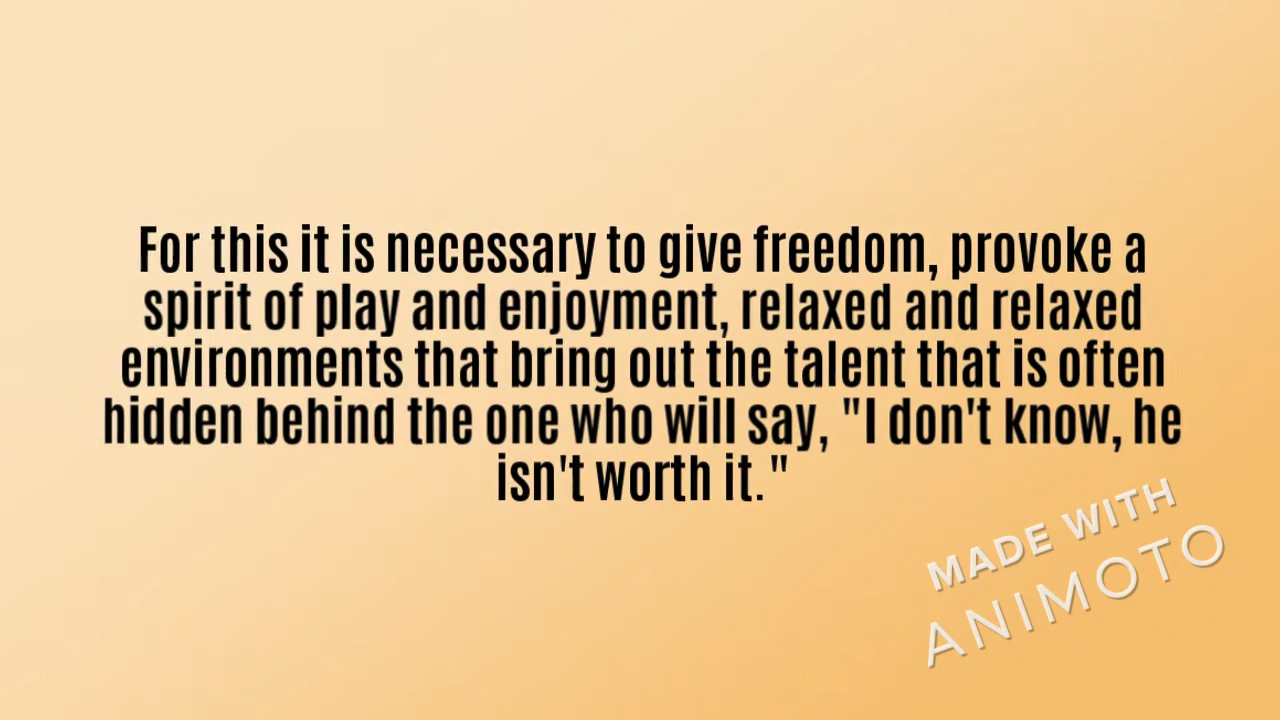 For this it is necessary to give freedom, provoke a
spirit of play and enjoyment, relaxed and relaxed
environments that bring out the talent that is often
hidden behind the one who will say, "I don't know, he
isn't worth it."
MADE WITH
ANIMOTO